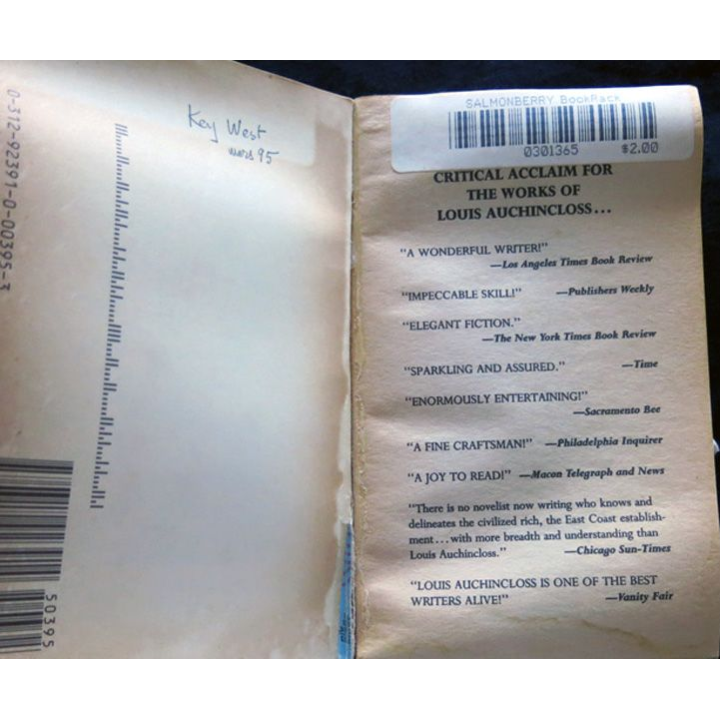 0-312-92391-0-00395-3
Key West
mars 95
50395
SALMONBERRY BookRack
0301365 $2.00
CRITICAL ACCLAIM FOR
THE WORKS OF
LOUIS AUCHINCLOSS...
"A WONDERFUL WRITER!"
—Los Angeles Times Book Review
"IMPECCABLE SKILL!" —Publishers Weekly
"ELEGANT FICTION."
—The New York Times Book Review
"SPARKLING AND ASSURED." —Time
"ENORMOUSLY ENTERTAINING!"
—Sacramento Bee
"A FINE CRAFTSMAN!" —Philadelphia Inquirer
"A JOY TO READ!" —Macon Telegraph and News
"There is no novelist now writing who knows and
delineates the civilized rich, the East Coast establish-
ment...with more breadth and understanding than
Louis Auchincloss." —Chicago Sun-Times
"LOUIS AUCHINCLOSS IS ONE OF THE BEST
WRITERS ALIVE!" —Vanity Fair